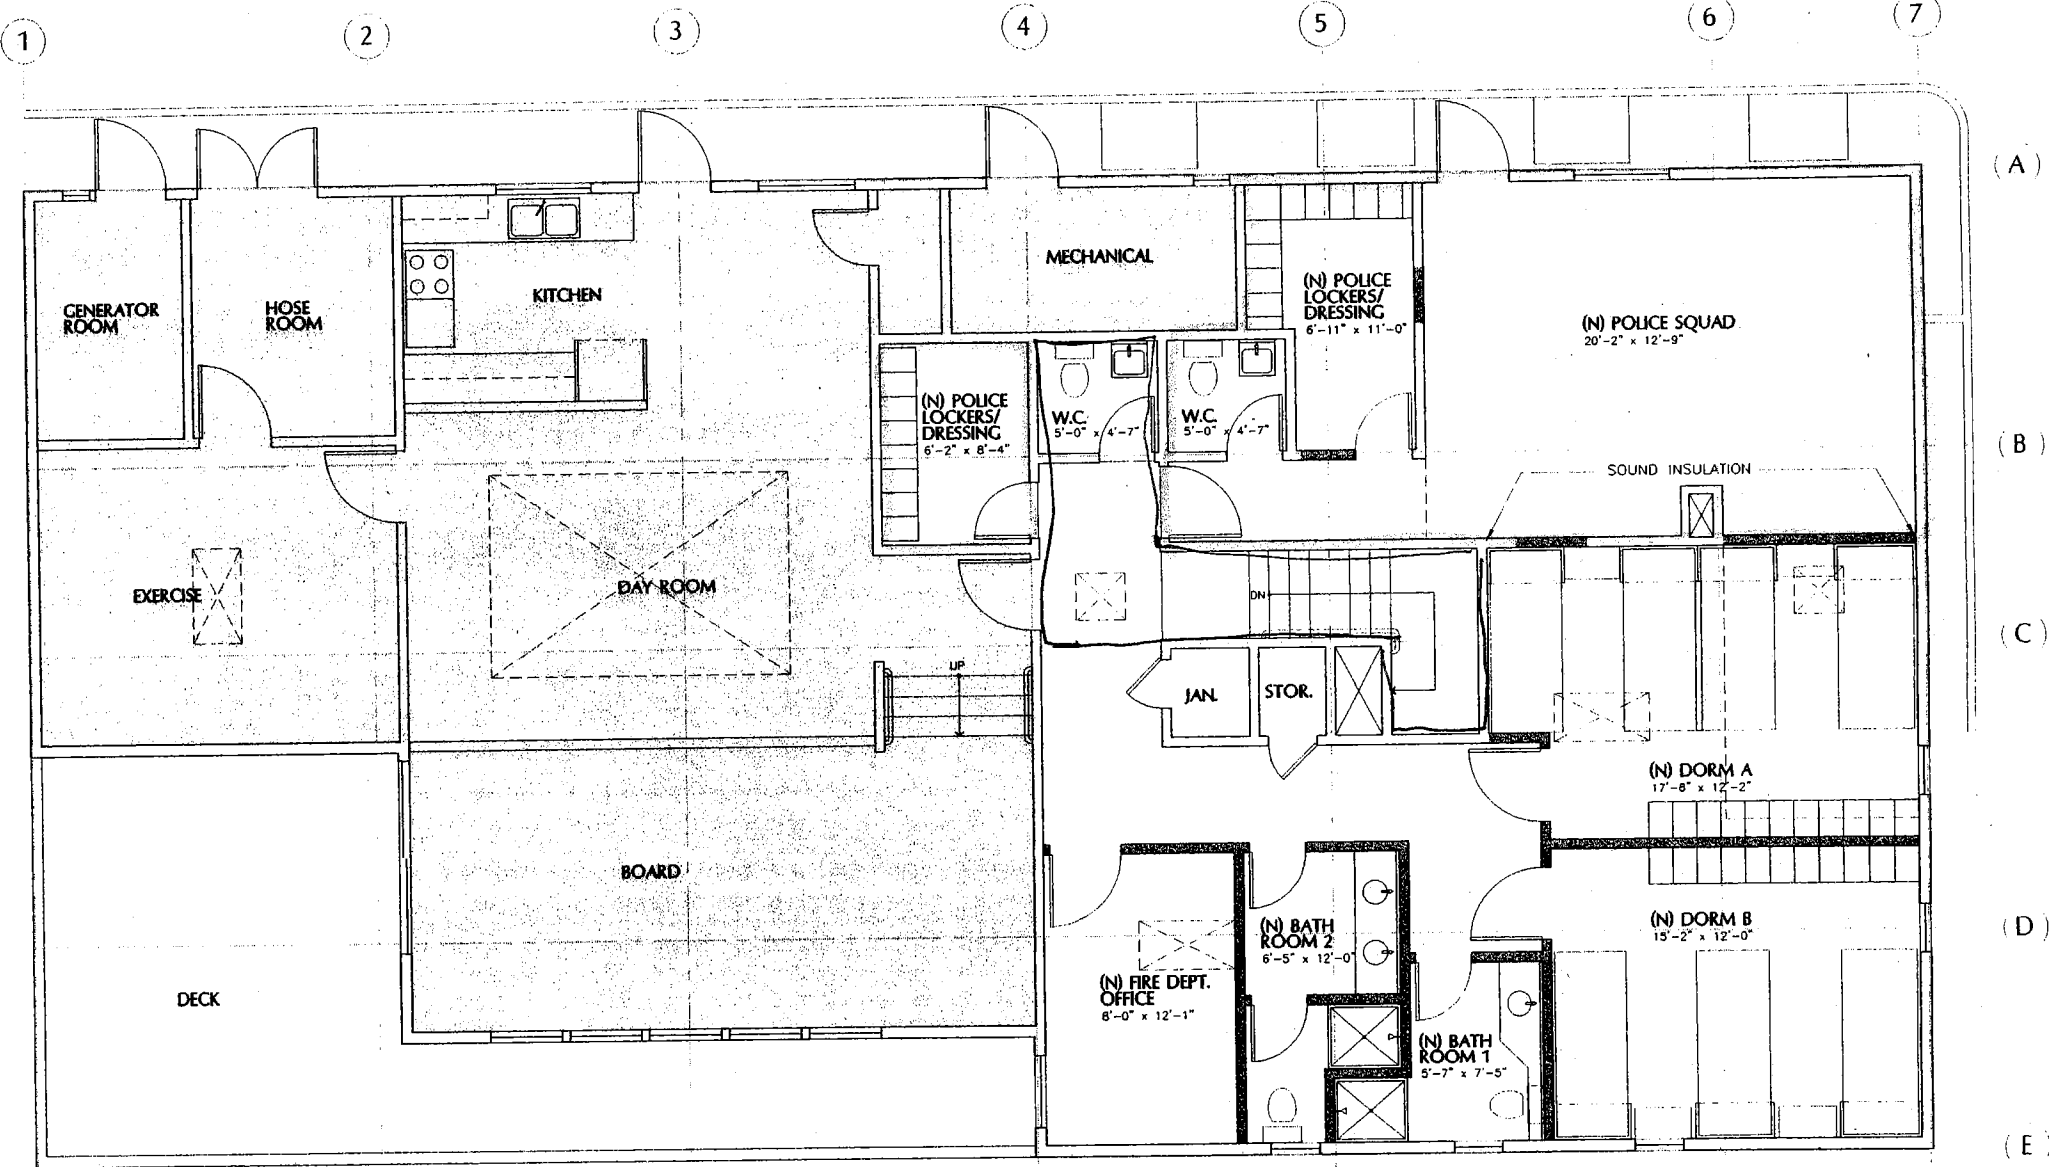 1
2
3
4
5
6
7
(A)
MECHANICAL
(N) POLICE
LOCKERS/
DRESSING
6'-11" x 11'-0"
KITCHEN
GENERATOR
ROOM
HOSE
ROOM
(N) POLICE SQUAD
20'-2" x 12'-9"
(N) POLICE
LOCKERS/
DRESSING
6'-2" x 8'-4"
W.C.
5'-0" x 4'-7"
W.C.
5'-0" x 4'-7"
(B)
SOUND INSULATION
EXERCISE
DAY ROOM
DN
(C)
UP
JAN.
STOR.
(N) DORM A
17'-8" x 12'-2"
BOARD
(N) DORM B
15'-2" x 12'-0"
(D)
(N) BATH
ROOM 2
6'-5" x 12'-0"
DECK
(N) FIRE DEPT.
OFFICE
8'-0" x 12'-1"
(N) BATH
ROOM 1
5'-7" x 7'-5"
(E)